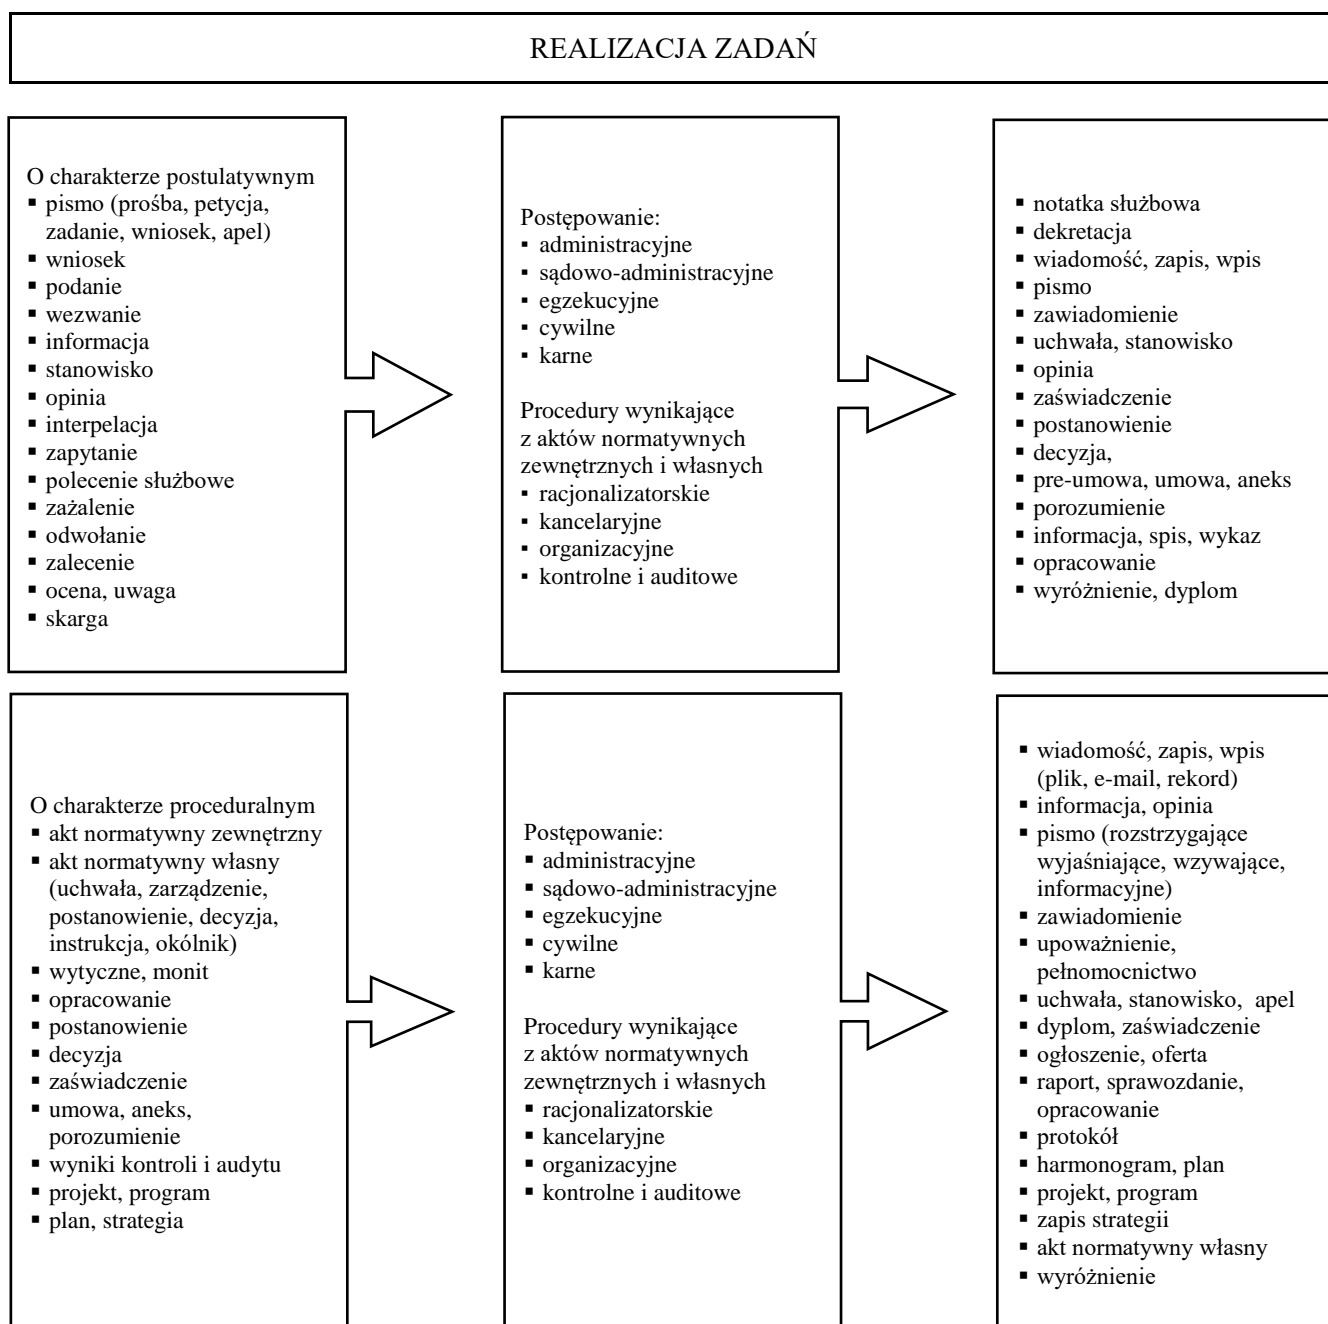 REALIZACJA ZADAŃ
O charakterze postulatywnym
▪ pismo (prośba, petycja,
zadanie, wniosek, apel)
▪ wniosek
▪ podanie
▪ wezwanie
▪ informacja
▪ stanowisko
▪ opinia
▪ interpelacja
▪ zapytanie
▪ polecenie służbowe
▪ zażalenie
▪ odwołanie
▪ zalecenie
▪ ocena, uwaga
▪ skarga
Postępowanie:
▪ administracyjne
▪ sądowo-administracyjne
▪ egzekucyjne
▪ cywilne
▪ karne
Procedury wynikające
z aktów normatywnych
zewnętrznych i własnych
▪ racjonalizatorskie
▪ kancelaryjne
▪ organizacyjne
▪ kontrolne i auditowe
▪ notatka służbowa
▪ dekretacja
▪ wiadomość, zapis, wpis
▪ pismo
▪ zawiadomienie
▪ uchwała, stanowisko
▪ opinia
▪ zaświadczenie
▪ postanowienie
▪ decyzja,
▪ pre-umowa, umowa, aneks
▪ porozumienie
▪ informacja, spis, wykaz
▪ opracowanie
▪ wyróżnienie, dyplom
O charakterze proceduralnym
▪ akt normatywny zewnętrzny
▪ akt normatywny własny
(uchwała, zarządzenie,
postanowienie, decyzja,
instrukcja, okólnik)
▪ wytyczne, monit
▪ opracowanie
▪ postanowienie
▪ decyzja
▪ zaświadczenie
▪ umowa, aneks,
porozumienie
▪ wyniki kontroli i audytu
▪ projekt, program
▪ plan, strategia
Postępowanie:
▪ administracyjne
▪ sądowo-administracyjne
▪ egzekucyjne
▪ cywilne
▪ karne
Procedury wynikające
z aktów normatywnych
zewnętrznych i własnych
▪ racjonalizatorskie
▪ kancelaryjne
▪ organizacyjne
▪ kontrolne i auditowe
▪ wiadomość, zapis, wpis
(plik, e-mail, rekord)
▪ informacja, opinia
▪ pismo (rozstrzygające
wyjaśniające, wzywające,
informacyjne)
▪ zawiadomienie
▪ upoważnienie,
pełnomocnictwo
▪ uchwała, stanowisko, apel
▪ dyplom, zaświadczenie
▪ ogłoszenie, oferta
▪ raport, sprawozdanie,
opracowanie
▪ protokół
▪ harmonogram, plan
▪ projekt, program
▪ zapis strategii
▪ akt normatywny własny
▪ wyróżnienie